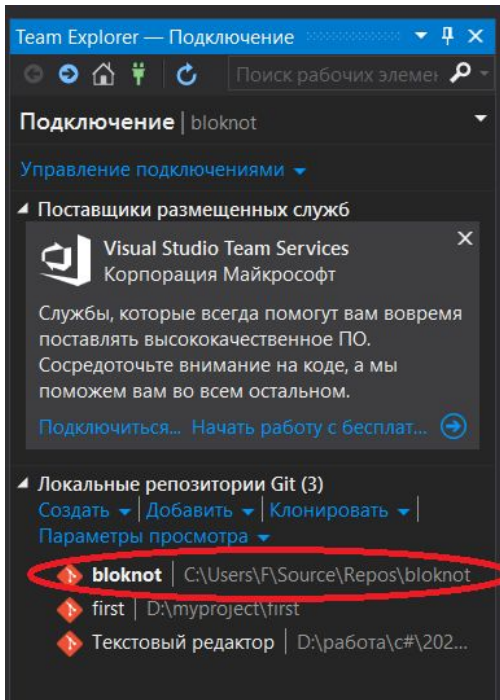 Team Explorer — Подключение
Поиск рабочих элемен
Подключение | bloknot
Управление подключениями
Поставщики размещенных служб
Visual Studio Team Services
Корпорация Майкрософт
Службы, которые всегда помогут вам вовремя
поставлять высококачественное ПО.
Сосредоточьте внимание на коде, а мы
поможем вам во всем остальном.
Подключиться... Начать работу с бесплат...
Локальные репозитории Git (3)
Создать | Добавить | Клонировать |
Параметры просмотра
bloknot | C:\Users\F\Source\Repos\bloknot
first | D:\myproject\first
Текстовый редактор | D:\работа\c#\202...